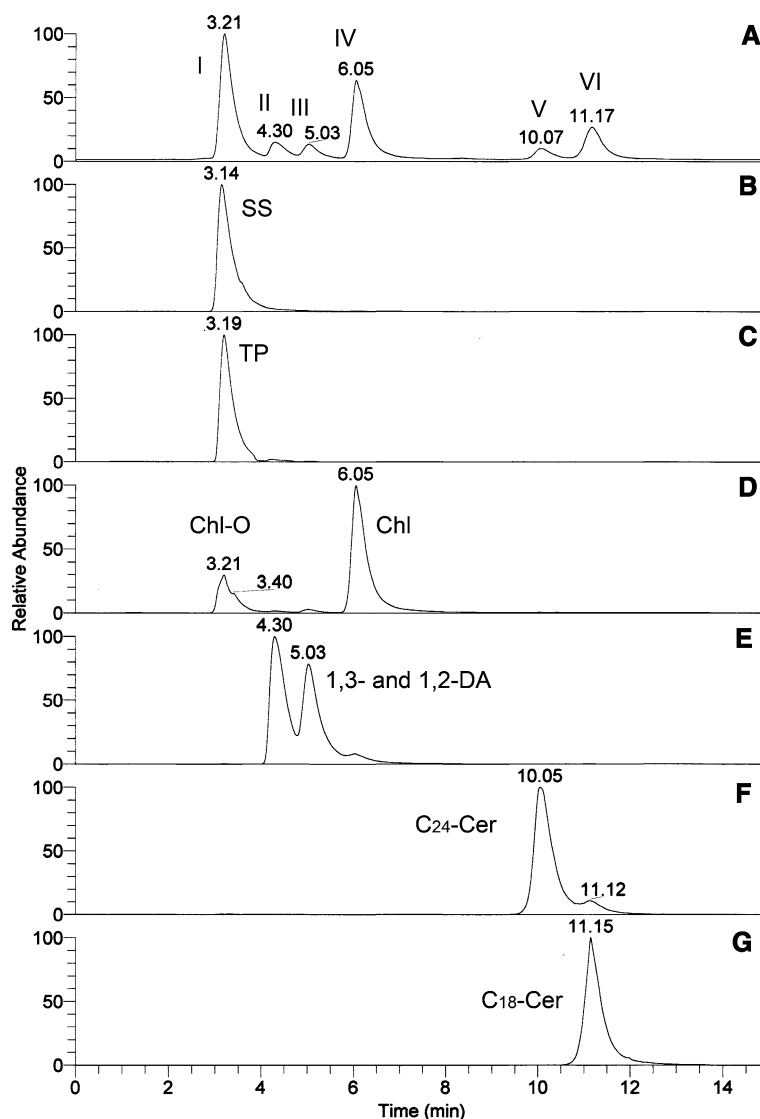 3.21
A
100
I
IV
6.05
VI
II
III
V
11.17
50
4.30
5.03
10.07
0
3.14
B
100
SS
50
0
3.19
C
100
TP
50
0
6.05
D
100
Chl-O
Chl
50
3.21
3.40
0
4.30
E
100
5.03
1,3- and 1,2-DA
50
0
10.05
F
100
C24-Cer
50
11.12
0
11.15
G
100
C18-Cer
50
0
0 2 4 6 8 10 12 14
Time (min)
Relative Abundance